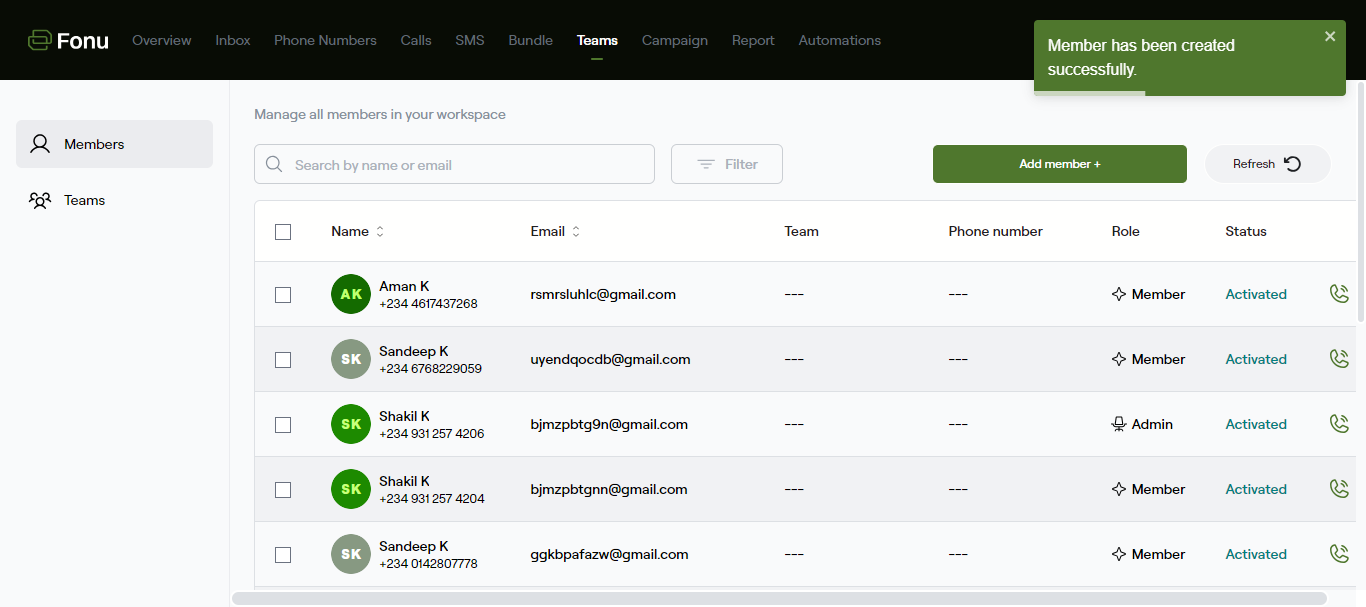 Fonu Overview Inbox Phone Numbers Calls SMS Bundle Teams Campaign Report Automations
Member has been created
successfully.
Members
Teams
Manage all members in your workspace
Search by name or email Filter Add member + Refresh
Name Email Team Phone number Role Status
AK Aman K
+234 4617437268
rsmrsluhlc@gmail.com --- --- Member Activated
SK Sandeep K
+234 6768229059
uyendqocdb@gmail.com --- --- Member Activated
SK Shakil K
+234 931 257 4206
bjmzpbtg9n@gmail.com --- --- Admin Activated
SK Shakil K
+234 931 257 4204
bjmzpbtgnn@gmail.com --- --- Member Activated
SK Sandeep K
+234 0142807778
ggkbpafazw@gmail.com --- --- Member Activated